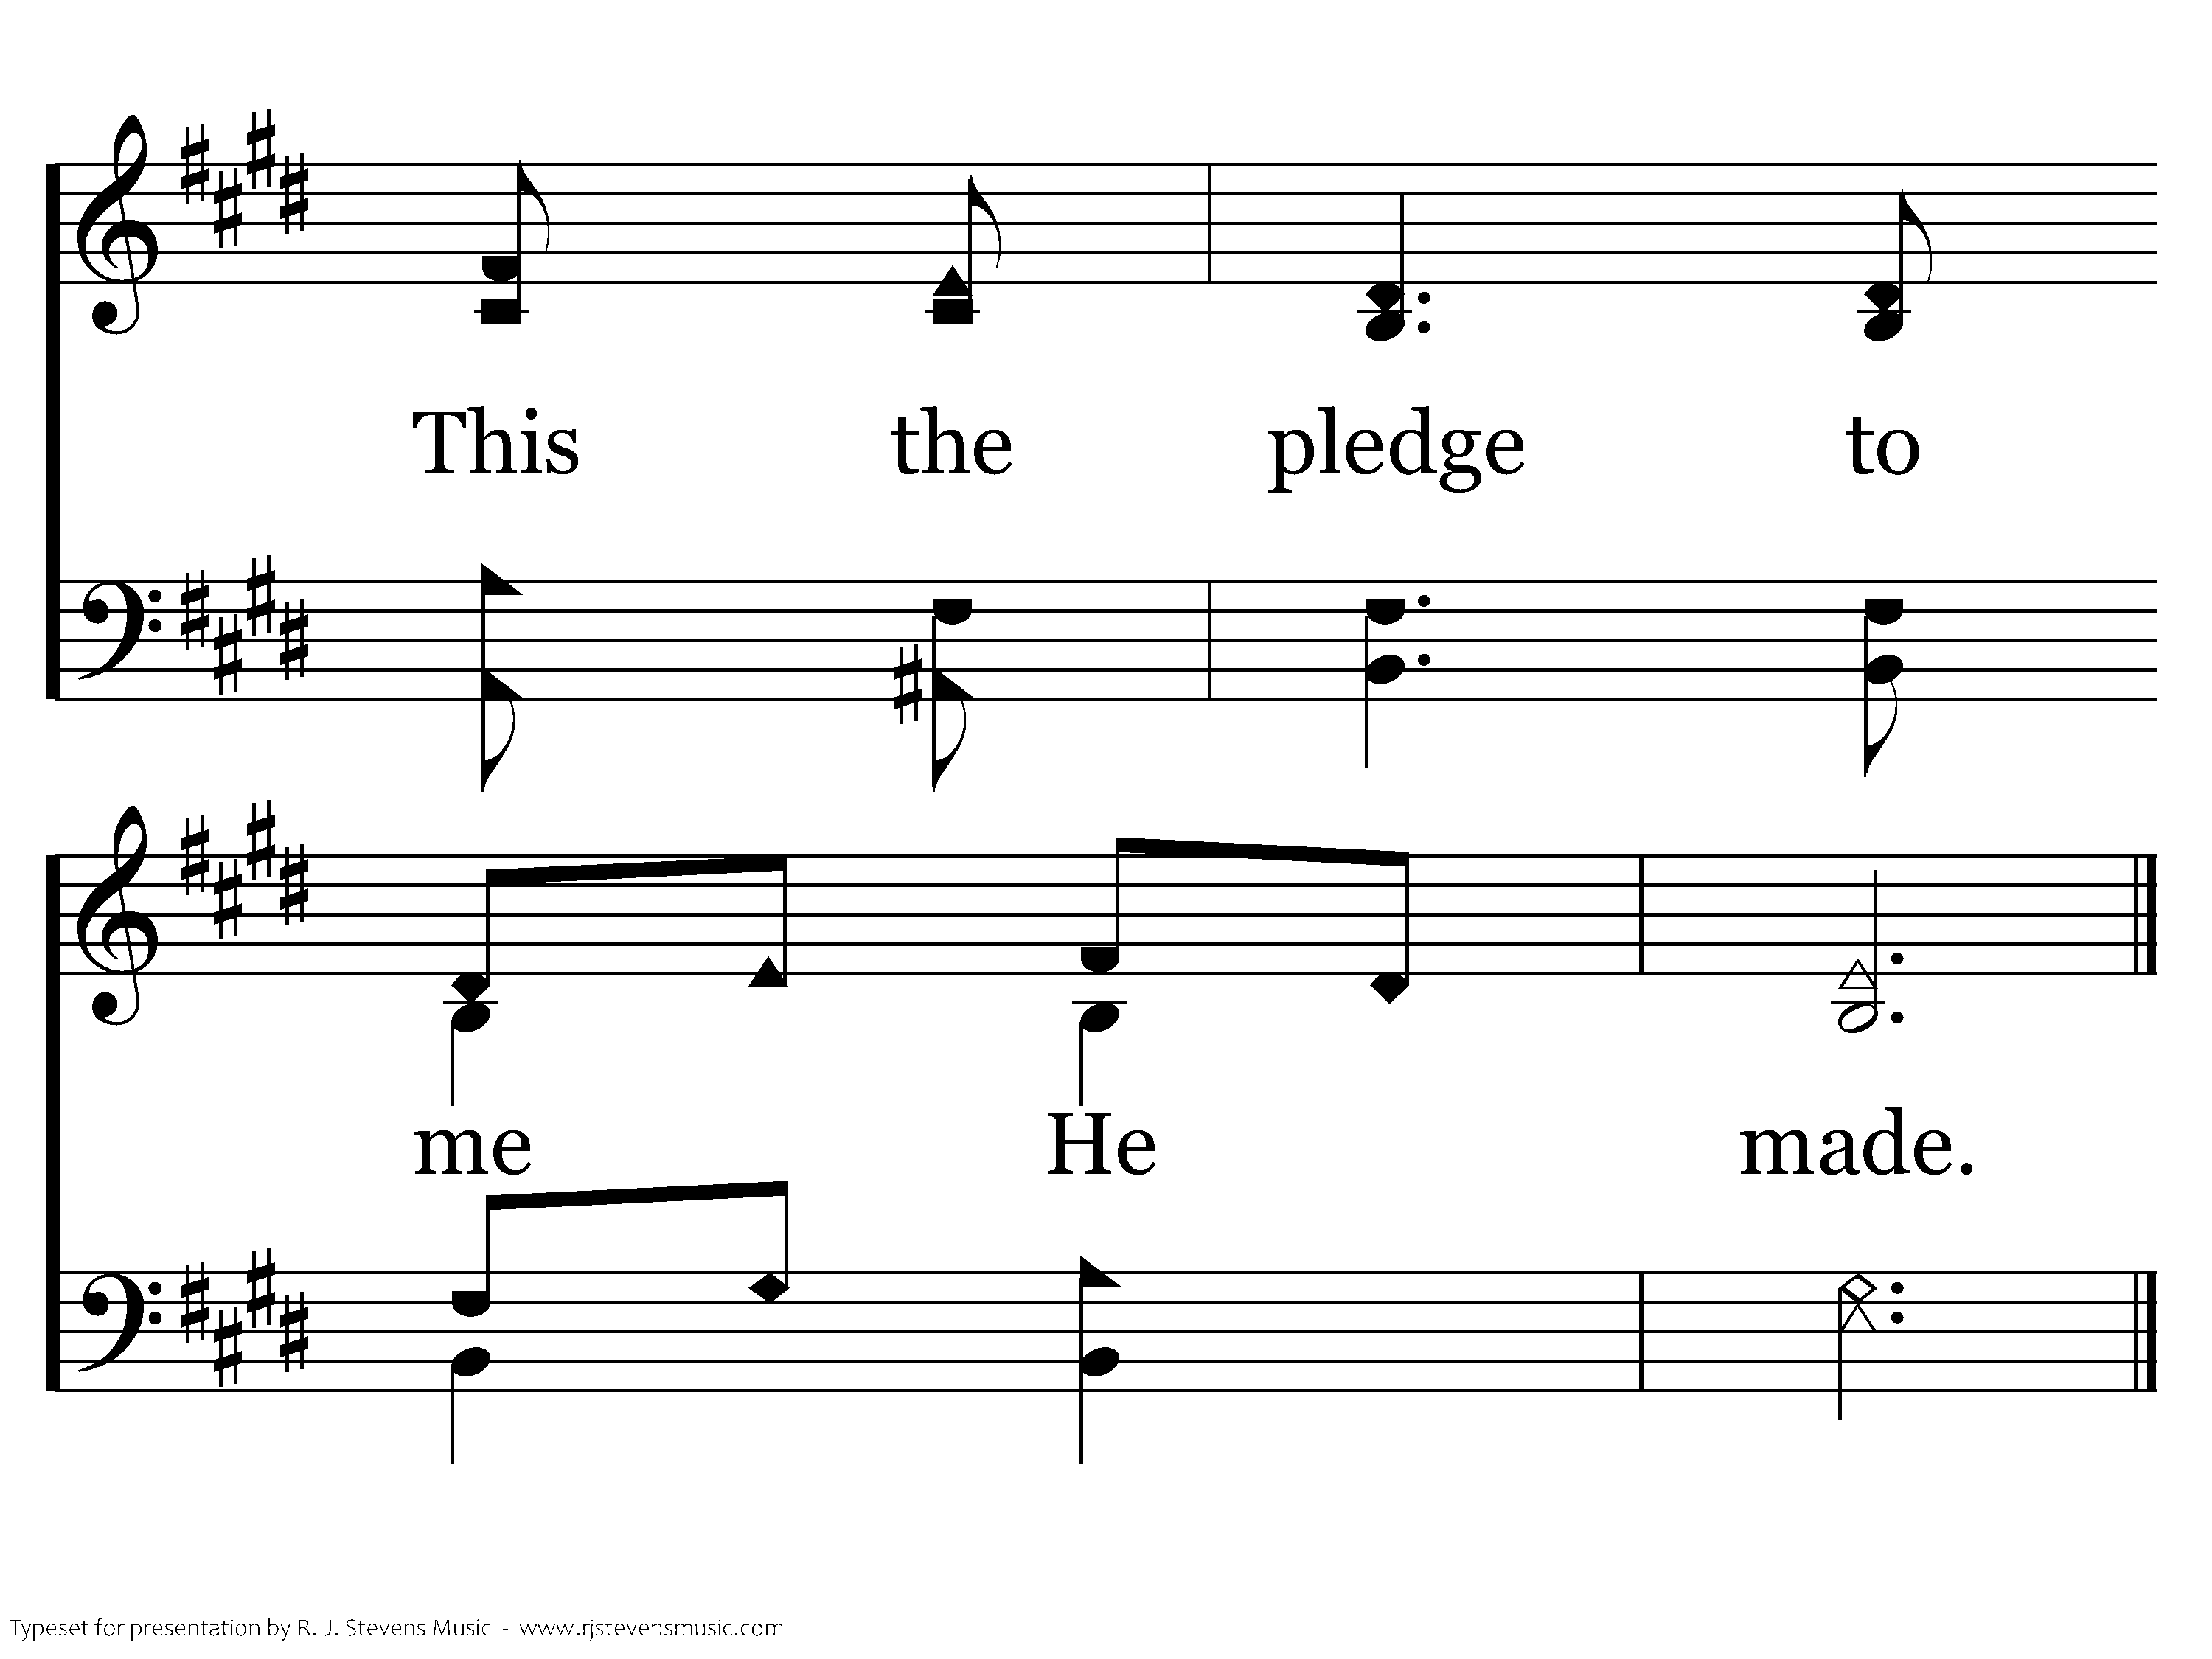 This the pledge to
me He made.
Typeset for presentation by R. J. Stevens Music - www.rjstevensmusic.com